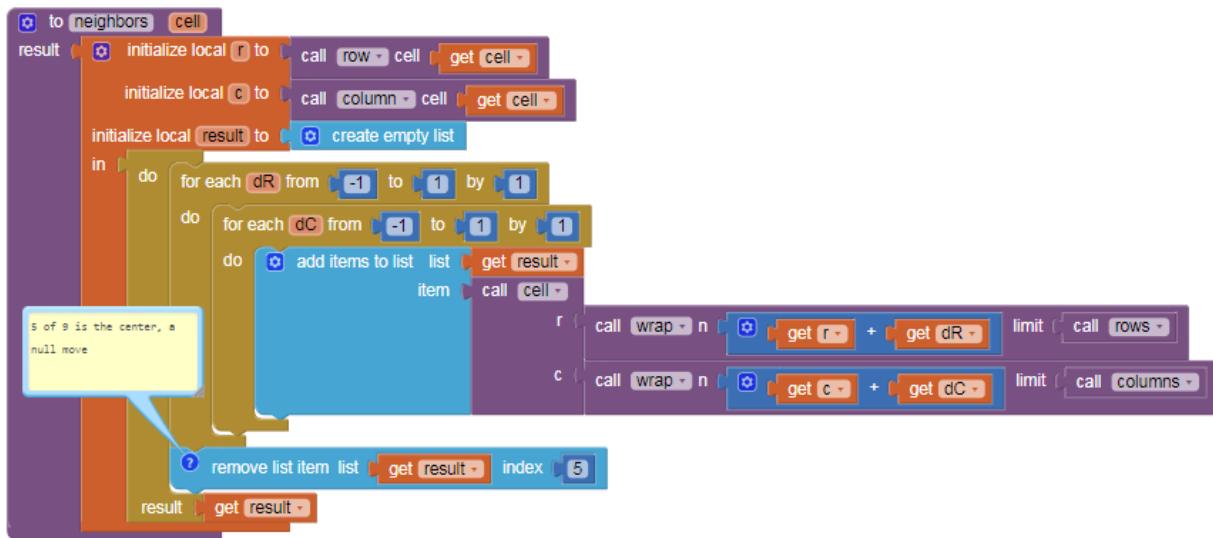 to neighbors cell
result initialize local r to call row cell get cell
initialize local c to call column cell get cell
initialize local result to create empty list
in do for each dR from -1 to 1 by 1
do for each dC from -1 to 1 by 1
do add items to list list get result
item call cell
r call wrap n get r + get dR limit call rows
c call wrap n get c + get dC limit call columns
5 of 9 is the center, a
null move
? remove list item list get result index 5
result get result